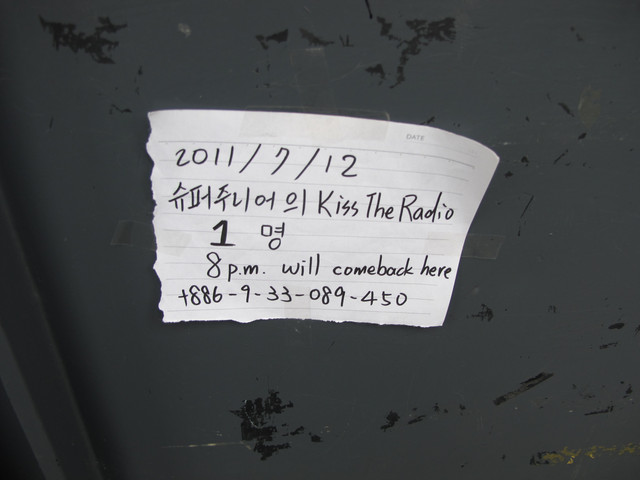 DATE
2011/7/12
슈퍼쥬니어의 Kiss The Radio
1 명
8 p.m. will comeback here
+886-9-33-089-450